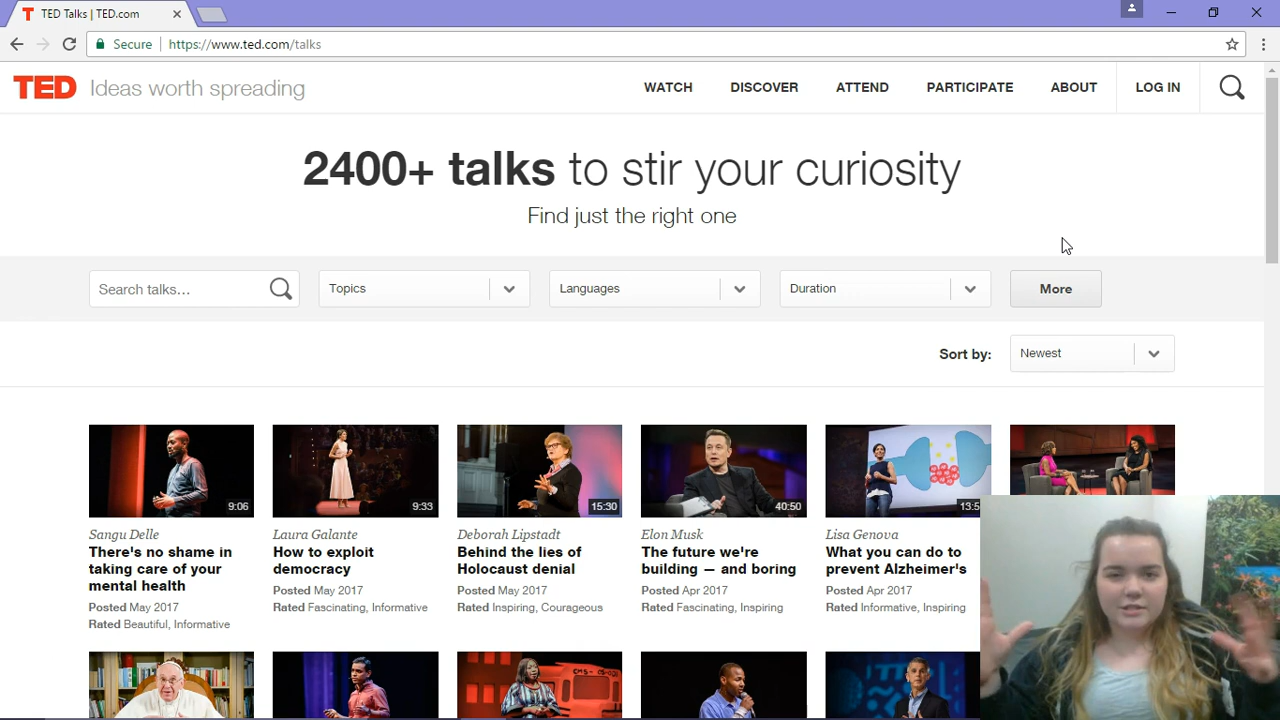 TED Talks | TED.com
Secure https://www.ted.com/talks
TED Ideas worth spreading
WATCH DISCOVER ATTEND PARTICIPATE ABOUT LOG IN
2400+ talks to stir your curiosity
Find just the right one
Search talks... Topics Languages Duration More
Sort by: Newest
9:06 9:33 15:30 40:50 13:5
Sangu Delle
There's no shame in
taking care of your
mental health
Posted May 2017
Rated Beautiful, Informative
Laura Galante
How to exploit
democracy
Posted May 2017
Rated Fascinating, Informative
Deborah Lipstadt
Behind the lies of
Holocaust denial
Posted May 2017
Rated Inspiring, Courageous
Elon Musk
The future we're
building — and boring
Posted Apr 2017
Rated Fascinating, Inspiring
Lisa Genova
What you can do to
prevent Alzheimer's
Posted Apr 2017
Rated Informative, Inspiring